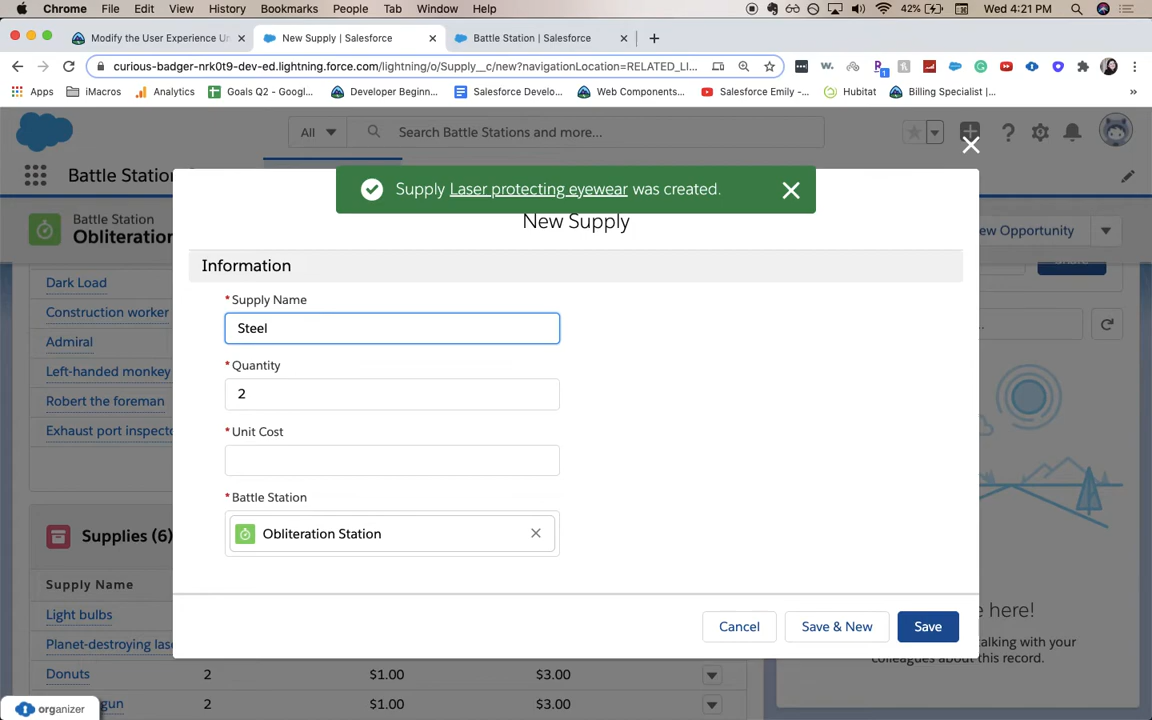 Chrome File Edit View History Bookmarks People Tab Window Help 42% Wed 4:21 PM
Modify the User Experience Un
New Supply | Salesforce
Battle Station | Salesforce
curious-badger-nrk0t9-dev-ed.lightning.force.com/lightning/o/Supply__c/new?navigationLocation=RELATED_LI...
Apps iMacros Analytics Goals Q2 - Googl... Developer Beginn... Salesforce Develo... Web Components... Salesforce Emily -... Hubitat Billing Specialist |... »
All Search Battle Stations and more...
Battle Station
Supply Laser protecting eyewear was created.
New Supply
Battle Station
Obliteration
ew Opportunity
Information
Dark Load
Construction worker
Admiral
Left-handed monkey
Robert the foreman
Exhaust port inspecto
*Supply Name
Steel
*Quantity
2
*Unit Cost
*Battle Station
Obliteration Station
Supplies (6)
Supply Name
Light bulbs
Planet-destroying lase
Cancel Save & New Save
here!
talking with your
colleagues about this record.
Donuts 2 $1.00 $3.00
gun 2 $1.00 $3.00
organizer